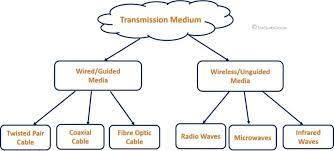 Transmission Medium
Wired/Guided
Media
Wireless/Unguided
Media
Twisted Pair
Cable
Coaxial
Cable
Fibre Optic
Cable
Radio Waves
Microwaves
Infrared
Waves